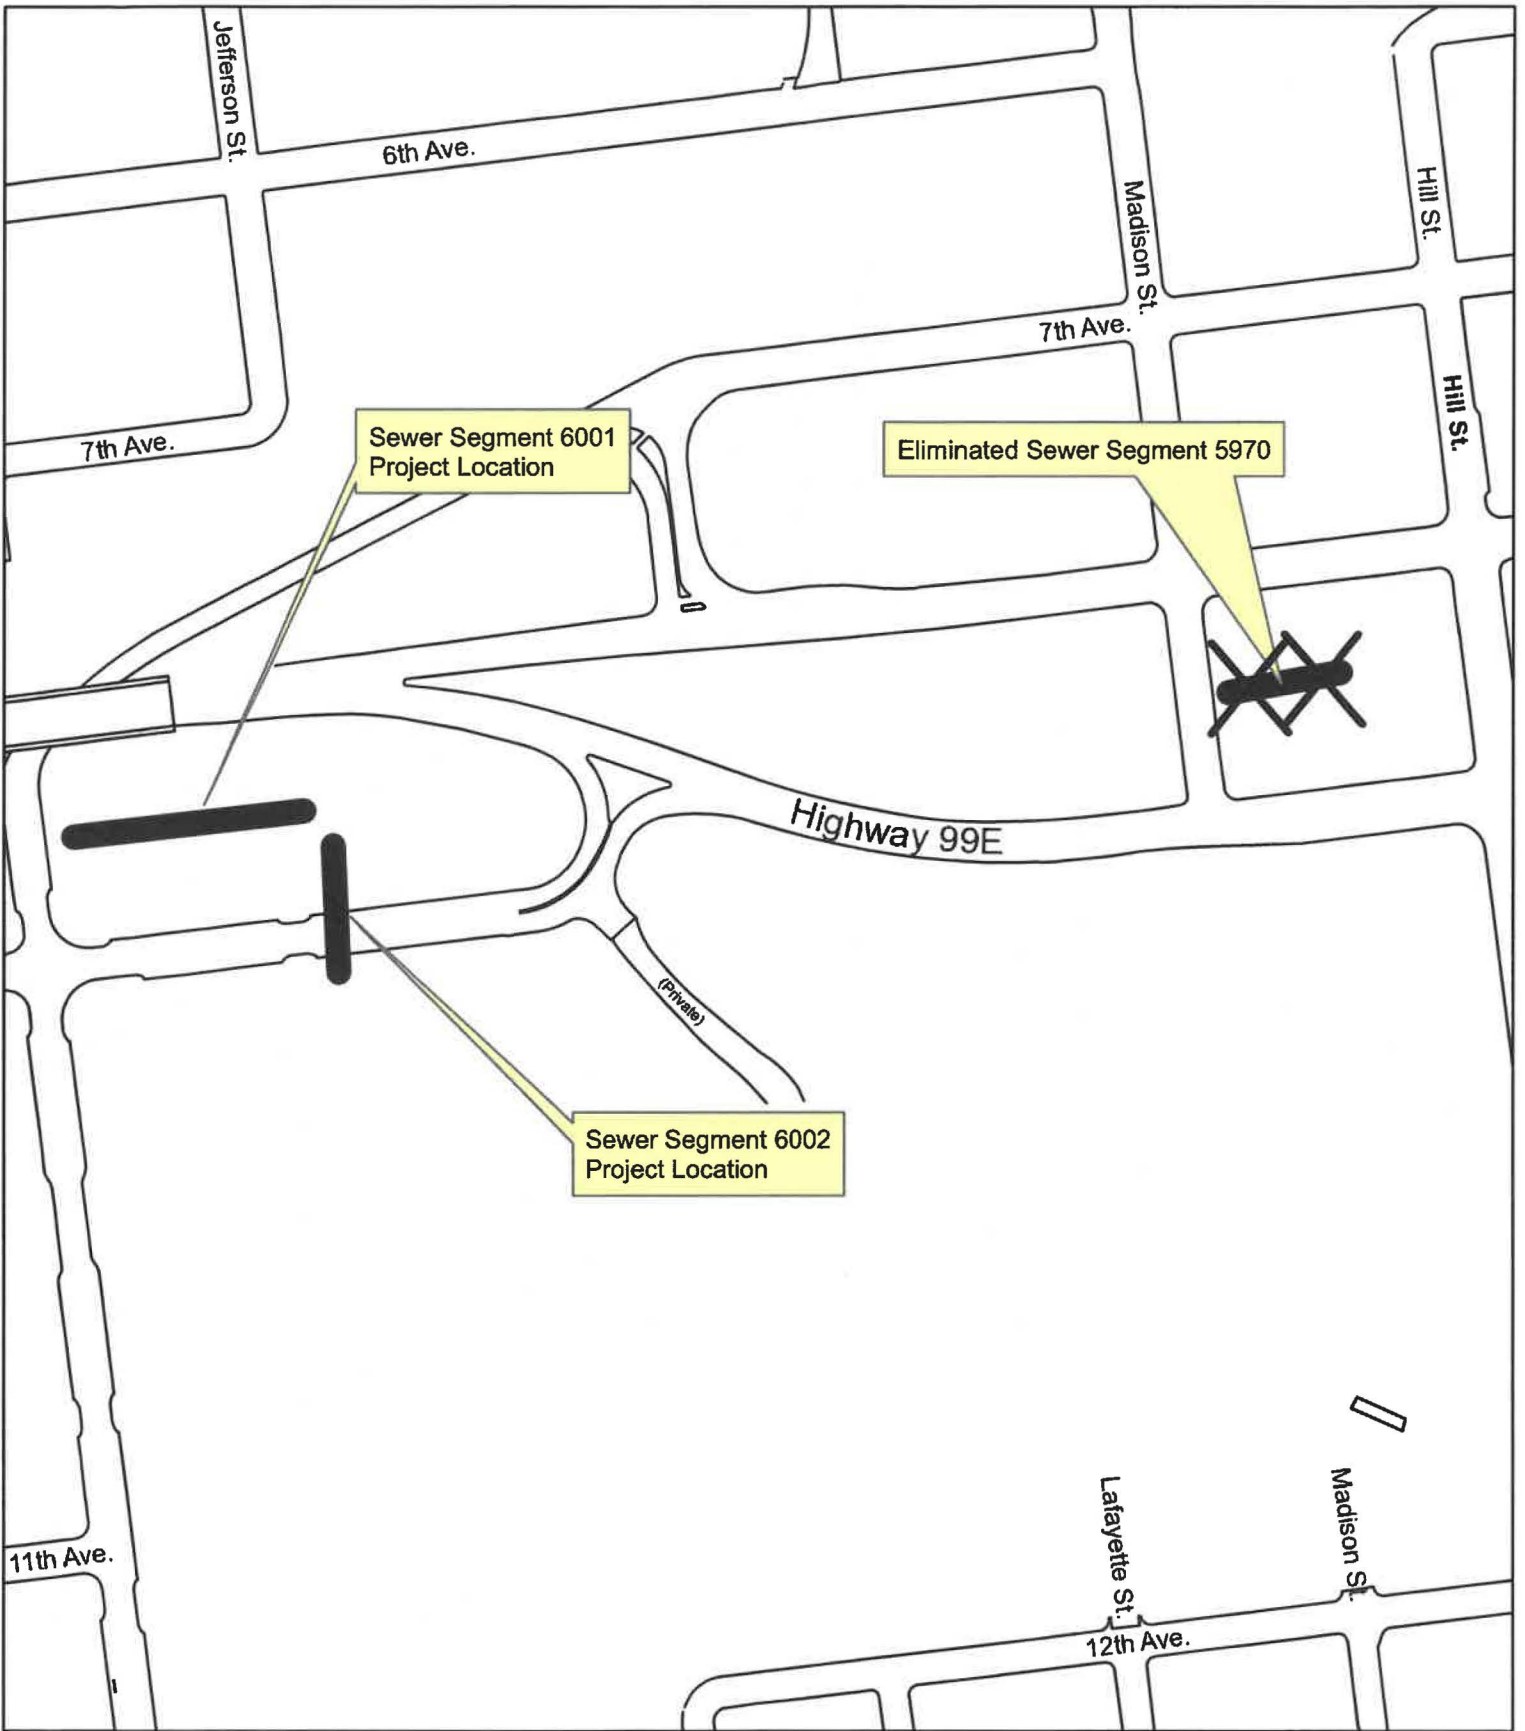 Jefferson St.
6th Ave.
Madison St.
Hill St.
7th Ave.
Hill St.
7th Ave.
Sewer Segment 6001
Project Location
Eliminated Sewer Segment 5970
Highway 99E
(Private)
Sewer Segment 6002
Project Location
Lafayette St.
Madison S.
11th Ave.
12th Ave.